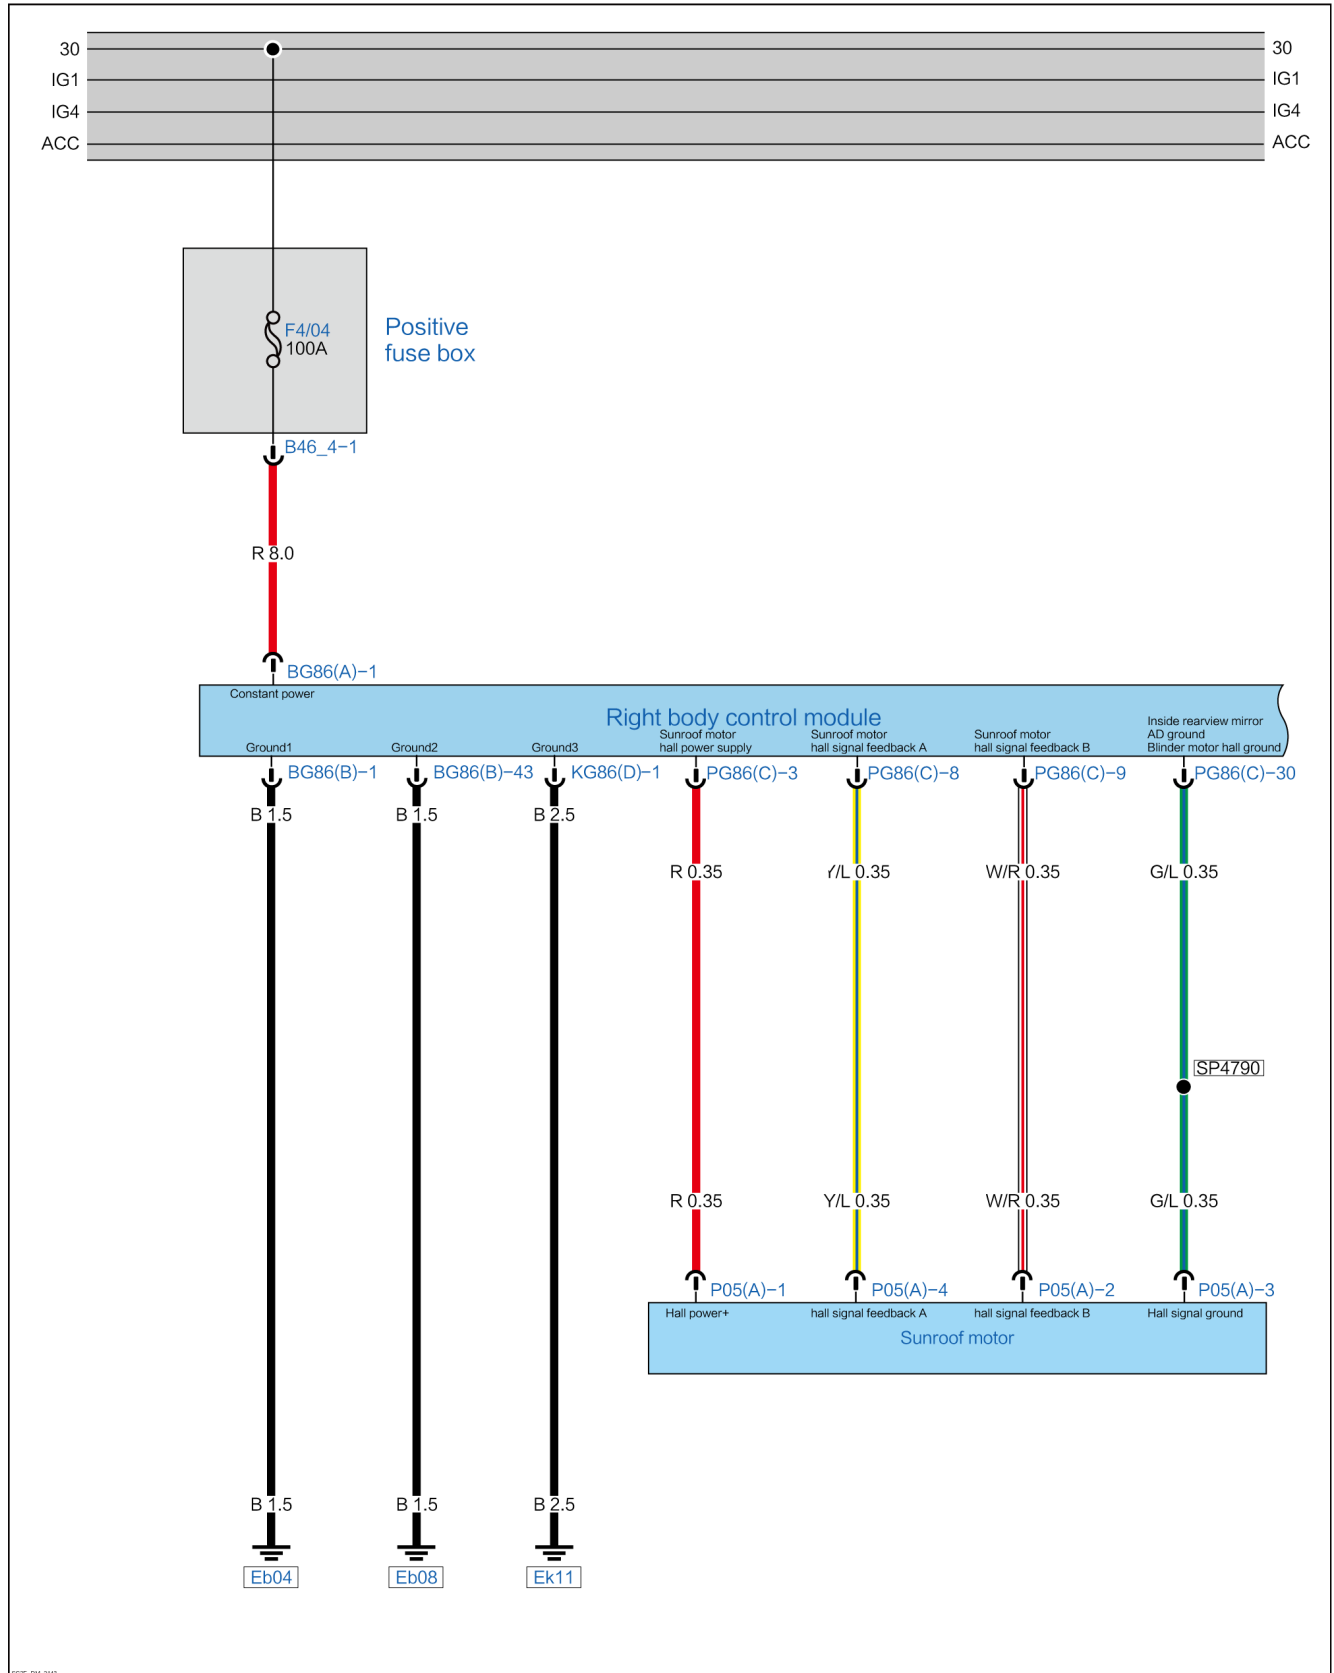 30 30
IG1 IG1
IG4 IG4
ACC ACC
F4/04
100A
Positive
fuse box
B46_4-1
R 8.0
BG86(A)-1
Constant power
Right body control module
Ground1
Ground2
Ground3
Sunroof motor
hall power supply
Sunroof motor
hall signal feedback A
Sunroof motor
hall signal feedback B
Inside rearview mirror
AD ground
Blinder motor hall ground
BG86(B)-1
BG86(B)-43
KG86(D)-1
PG86(C)-3
PG86(C)-8
PG86(C)-9
PG86(C)-30
B 1.5
B 1.5
B 2.5
R 0.35
Y/L 0.35
W/R 0.35
G/L 0.35
SP4790
R 0.35
Y/L 0.35
W/R 0.35
G/L 0.35
P05(A)-1
P05(A)-4
P05(A)-2
P05(A)-3
Hall power+
hall signal feedback A
hall signal feedback B
Hall signal ground
Sunroof motor
B 1.5
B 1.5
B 2.5
Eb04
Eb08
Ek11